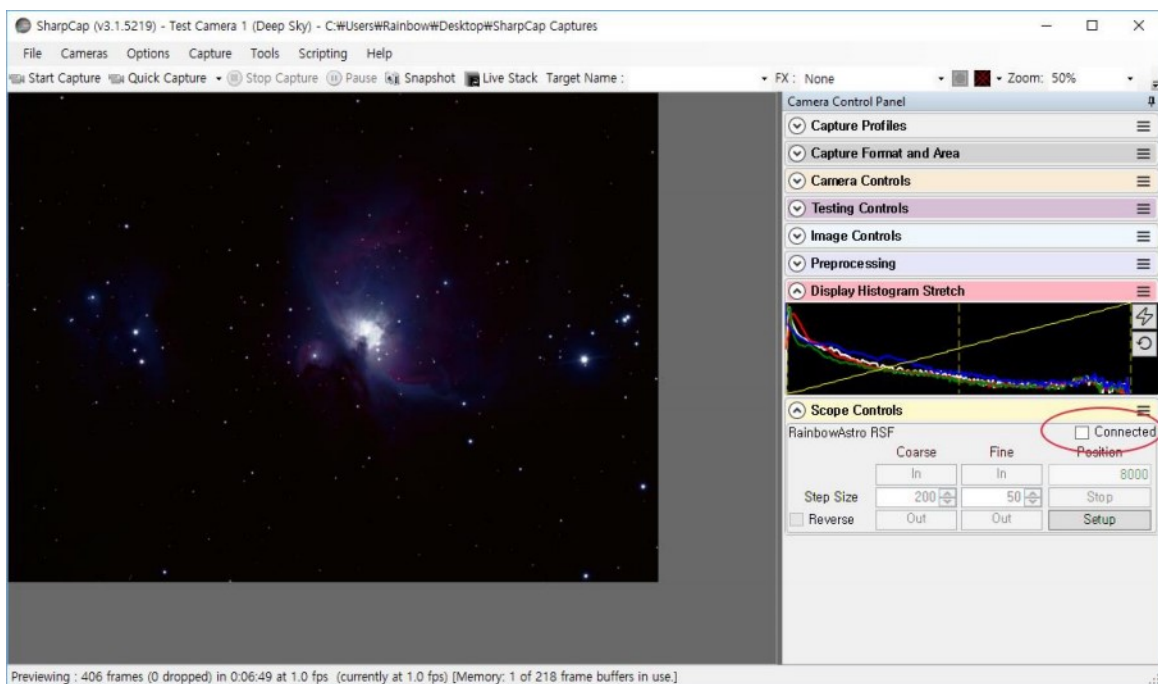 SharpCap (v3.1.5219) - Test Camera 1 (Deep Sky) - C:₩Users₩Rainbow₩Desktop₩SharpCap Captures
File Cameras Options Capture Tools Scripting Help
Start Capture Quick Capture Stop Capture Pause Snapshot Live Stack Target Name : FX : None Zoom: 50%
Camera Control Panel
Capture Profiles
Capture Format and Area
Camera Controls
Testing Controls
Image Controls
Preprocessing
Display Histogram Stretch
Scope Controls
RainbowAstro RSF Connected
Coarse Fine Position
In In 8000
Step Size 200 50 Stop
Reverse Out Out Setup
Previewing : 406 frames (0 dropped) in 0:06:49 at 1.0 fps (currently at 1.0 fps) [Memory: 1 of 218 frame buffers in use.]